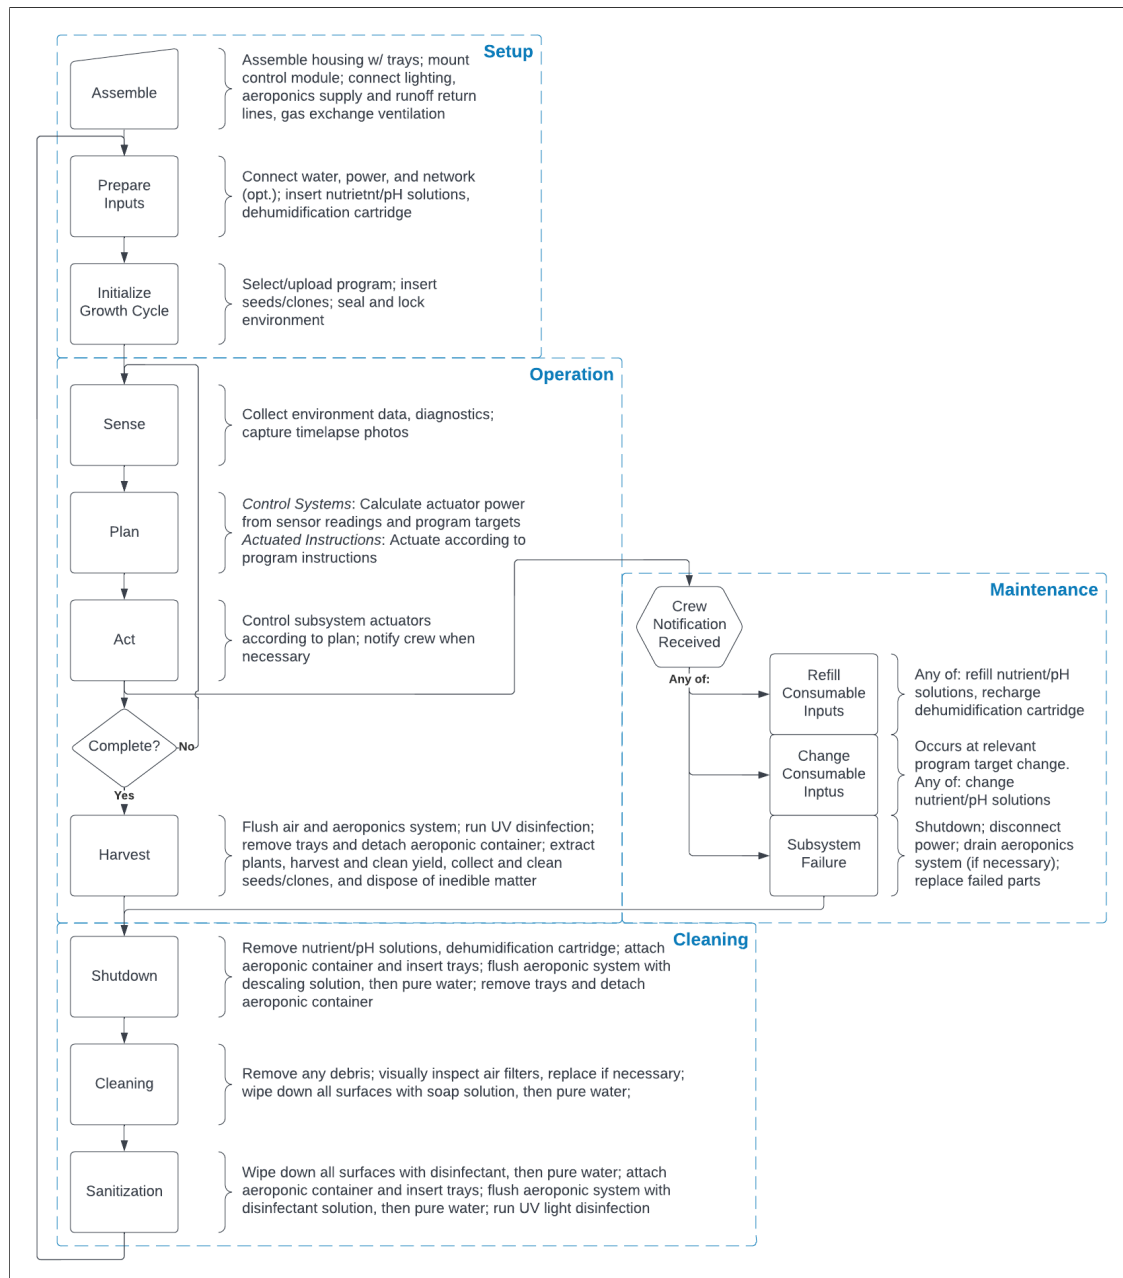 Setup
Assemble
Assemble housing w/ trays; mount
control module; connect lighting,
aeroponics supply and runoff return
lines, gas exchange ventilation
Prepare
Inputs
Connect water, power, and network
(opt.); insert nutrietnt/pH solutions,
dehumidification cartridge
Initialize
Growth Cycle
Select/upload program; insert
seeds/clones; seal and lock
environment
Operation
Sense
Collect environment data, diagnostics;
capture timelapse photos
Plan
Control Systems: Calculate actuator power
from sensor readings and program targets
Actuated Instructions: Actuate according to
program instructions
Act
Control subsystem actuators
according to plan; notify crew when
necessary
Complete?
No
Yes
Harvest
Flush air and aeroponics system; run UV disinfection;
remove trays and detach aeroponic container; extract
plants, harvest and clean yield, collect and clean
seeds/clones, and dispose of inedible matter
Maintenance
Crew
Notification
Received
Any of:
Refill
Consumable
Inputs
Any of: refill nutrient/pH
solutions, recharge
dehumidification cartridge
Change
Consumable
Inptus
Occurs at relevant
program target change.
Any of: change
nutrient/pH solutions
Subsystem
Failure
Shutdown; disconnect
power; drain aeroponics
system (if necessary);
replace failed parts
Cleaning
Shutdown
Remove nutrient/pH solutions, dehumidification cartridge; attach
aeroponic container and insert trays; flush aeroponic system with
descaling solution, then pure water; remove trays and detach
aeroponic container
Cleaning
Remove any debris; visually inspect air filters, replace if necessary;
wipe down all surfaces with soap solution, then pure water;
Sanitization
Wipe down all surfaces with disinfectant, then pure water; attach
aeroponic container and insert trays; flush aeroponic system with
disinfectant solution, then pure water; run UV light disinfection